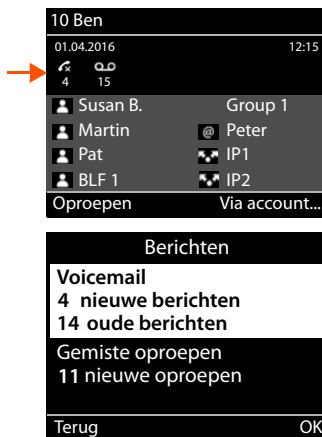 10 Ben
01.04.2016 12:15
4 15
Susan B. Group 1
Martin @ Peter
Pat IP1
BLF 1 IP2
Oproepen Via account...
Berichten
Voicemail
4 nieuwe berichten
14 oude berichten
Gemiste oproepen
11 nieuwe oproepen
Terug OK